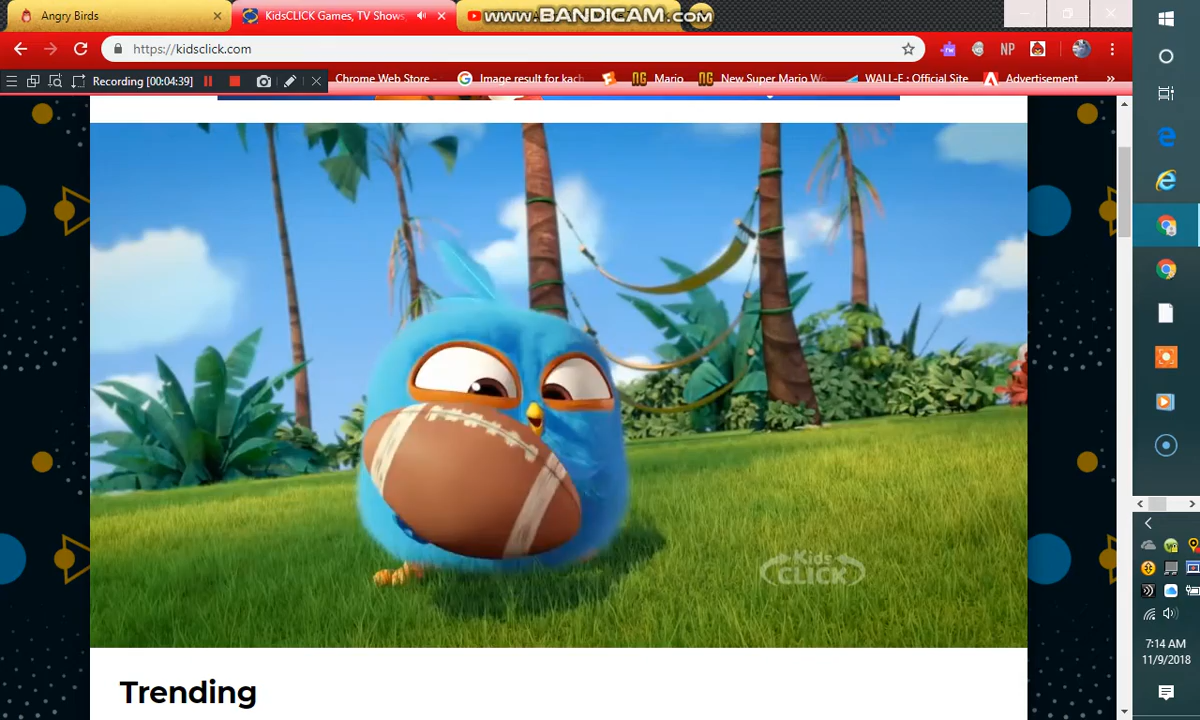 Angry Birds
KidsCLICK Games, TV Shows,
WWW.BANDICAM.COM
https://kidsclick.com
NP
Recording [00:04:39]
Chrome Web Store -
Image result for kach
Mario
New Super Mario Wo
WALL•E : Official Site
Advertisement
Kids CLICK
Trending
7:14 AM
11/9/2018